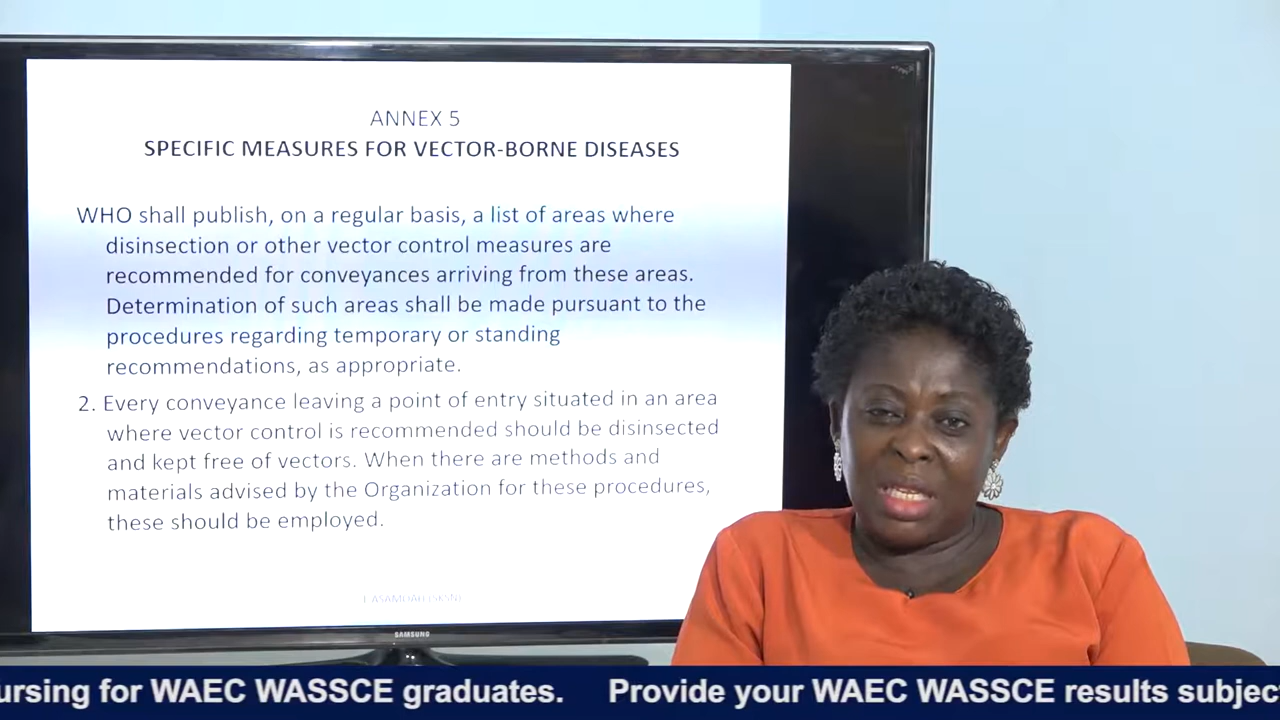 ANNEX 5
SPECIFIC MEASURES FOR VECTOR-BORNE DISEASES
WHO shall publish, on a regular basis, a list of areas where
disinsection or other vector control measures are
recommended for conveyances arriving from these areas.
Determination of such areas shall be made pursuant to the
procedures regarding temporary or standing
recommendations, as appropriate.
2. Every conveyance leaving a point of entry situated in an area
where vector control is recommended should be disinsected
and kept free of vectors. When there are methods and
materials advised by the Organization for these procedures,
these should be employed.
SAMSUNG
ursing for WAEC WASSCE graduates. Provide your WAEC WASSCE results subjec